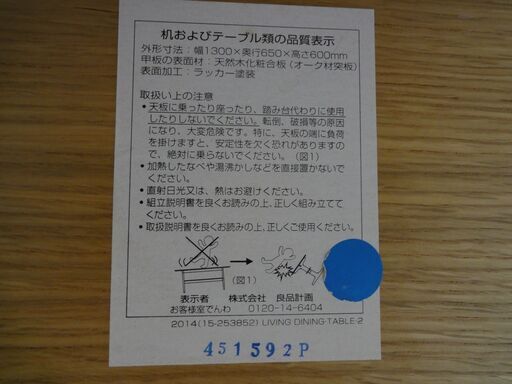 机およびテーブル類の品質表示
外形寸法：幅1300×奥行650×高さ600mm
甲板の表面材：天然木化粧合板（オーク材突板）
表面加工：ラッカー塗装
取扱い上の注意
・天板に乗ったり座ったり、踏み台代わりに使用
したりしないでください。転倒、破損等の原因
になり、大変危険です。特に、天板の端に負荷
を掛けますと、安定性を欠く恐れがありますの
で、絶対に乗らないでください。（図1）
・加熱したなべや湯沸かしなどを直接置かないで
ください。
・直射日光又は、熱はお避けください。
・組立説明書を良くお読みの上、正しく組み立てて
ください。
・取扱説明書を良くお読みの上、正しくご使用ください。
（図1）
表示者　株式会社　良品計画
お客様室でんわ　0120-14-6404
2014(15-253852) LIVING DINING-TABLE-2
451592P